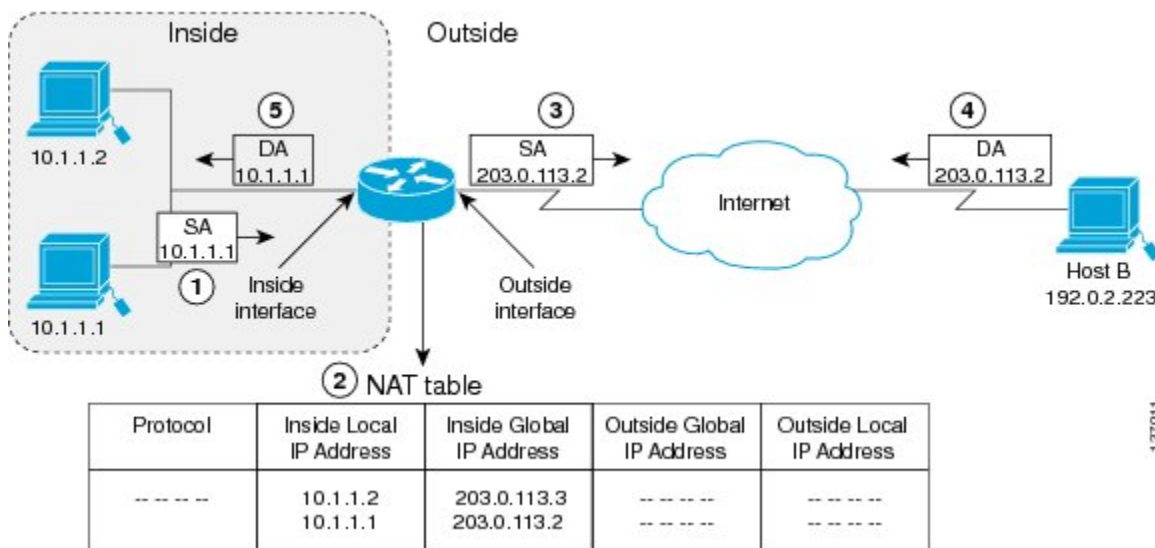 Inside
Outside
10.1.1.2
5
DA
10.1.1.1
3
SA
203.0.113.2
4
DA
203.0.113.2
Internet
SA
10.1.1.1
1
10.1.1.1
Inside
interface
Outside
interface
Host B
192.0.2.223
2 NAT table
Protocol
Inside Local
IP Address
Inside Global
IP Address
Outside Global
IP Address
Outside Local
IP Address
-- -- -- -- 10.1.1.2 203.0.113.3 -- -- -- -- -- -- -- --
10.1.1.1 203.0.113.2 -- -- -- -- -- -- -- --